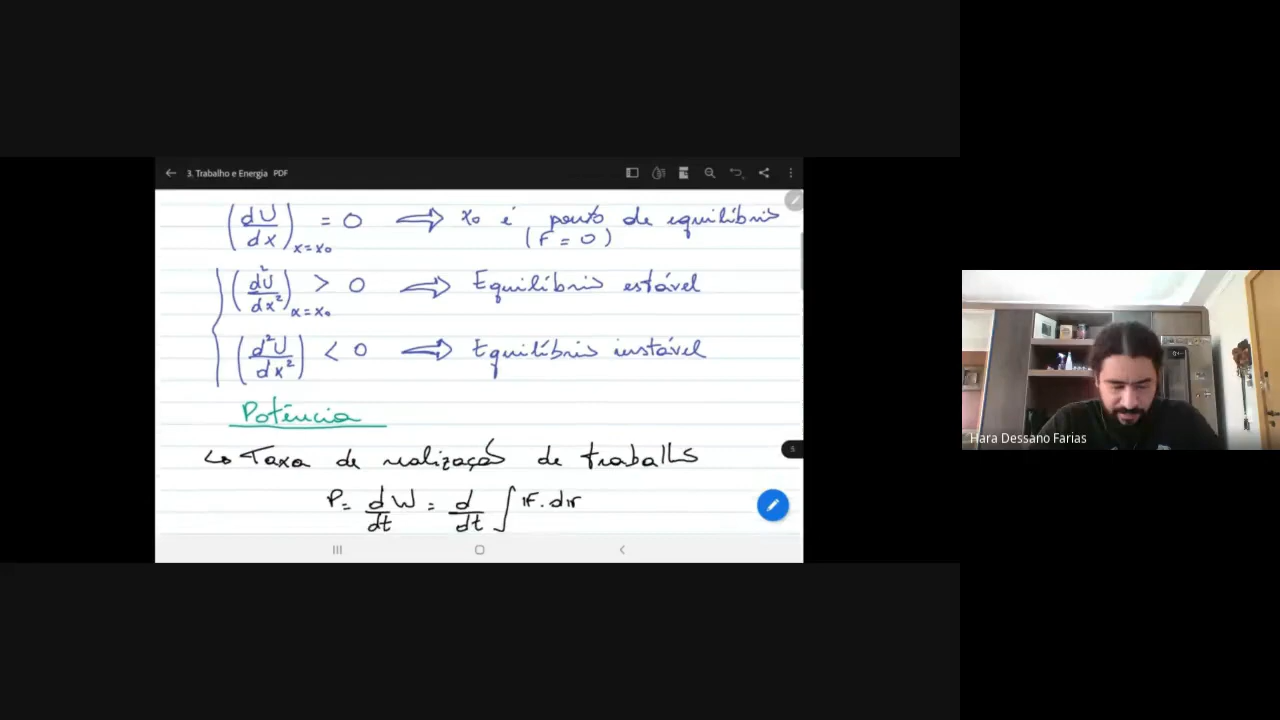 3. Trabalho e Energia PDF
(dU/dx)x=x₀ = 0 ⇒ x₀ é ponto de equilíbrio
(F = 0)
(d²U/dx²)x=x₀ > 0 ⇒ Equilíbrio estável
(d²U/dx²) < 0 ⇒ Equilíbrio instável
Potência
↳ Taxa de realização de trabalho
P = d/dt W = d/dt ∫ F . dr
5
Hara Dessano Farias